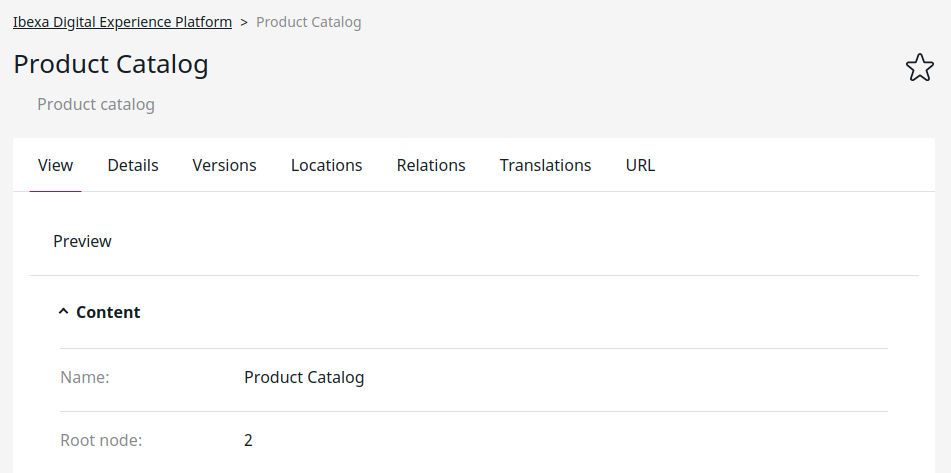 Ibexa Digital Experience Platform > Product Catalog
Product Catalog
Product catalog
View Details Versions Locations Relations Translations URL
Preview
Content
Name: Product Catalog
Root node: 2